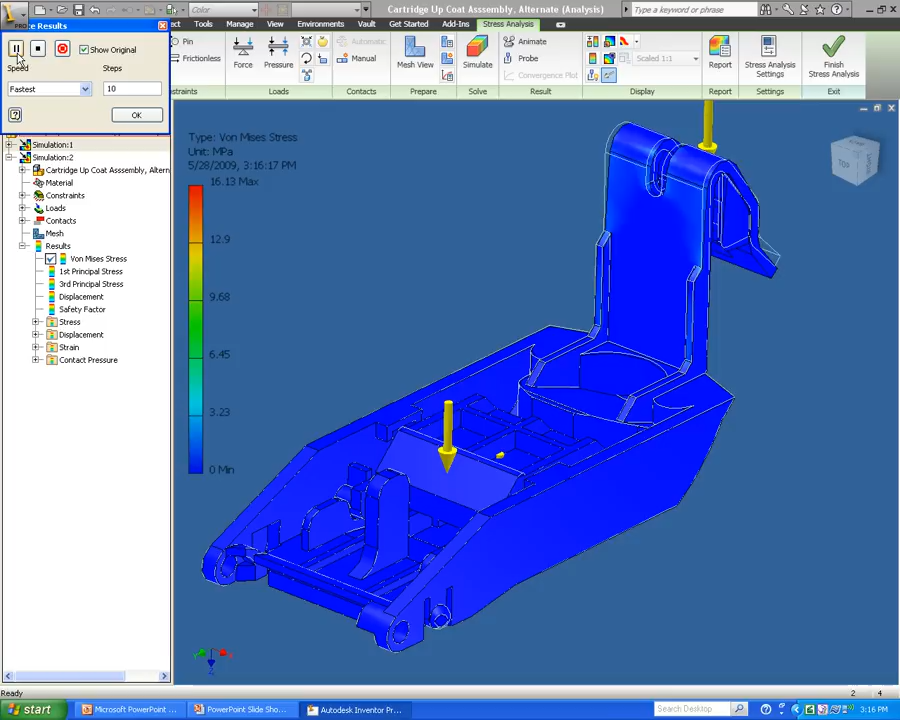 Cartridge Up Coat Asssembly, Alternate (Analysis)
Type a keyword or phrase
PRO
Tools
Manage
View
Environments
Vault
Get Started
Add-Ins
Stress Analysis
Color
ce Results
Show Original
Speed
Steps
Fastest
10
OK
Pin
Frictionless
Force
Pressure
Loads
Automatic
Manual
Contacts
Mesh View
Prepare
Simulate
Solve
Animate
Probe
Convergence Plot
Result
Scaled 1:1
Display
Report
Report
Stress Analysis
Settings
Settings
Finish
Stress Analysis
Exit
Simulation:1
Simulation:2
Cartridge Up Coat Asssembly, Altern
Material
Constraints
Loads
Contacts
Mesh
Results
Von Mises Stress
1st Principal Stress
3rd Principal Stress
Displacement
Safety Factor
Stress
Displacement
Strain
Contact Pressure
Type: Von Mises Stress
Unit: MPa
5/28/2009, 3:16:17 PM
16.13 Max
12.9
9.68
6.45
3.23
0 Min
TOP
Ready
2
4
start
Microsoft PowerPoint ...
PowerPoint Slide Sho...
Autodesk Inventor Pr...
Search Desktop
3:16 PM